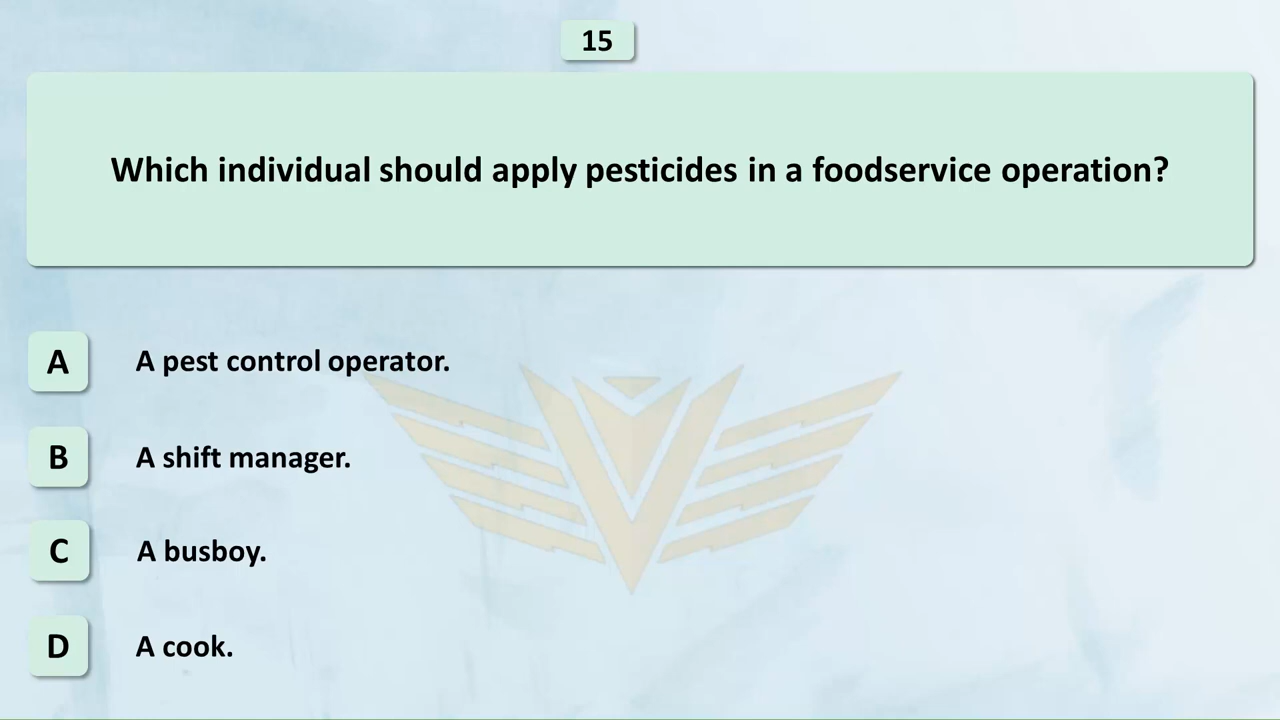 15
Which individual should apply pesticides in a foodservice operation?
A A pest control operator.
B A shift manager.
C A busboy.
D A cook.